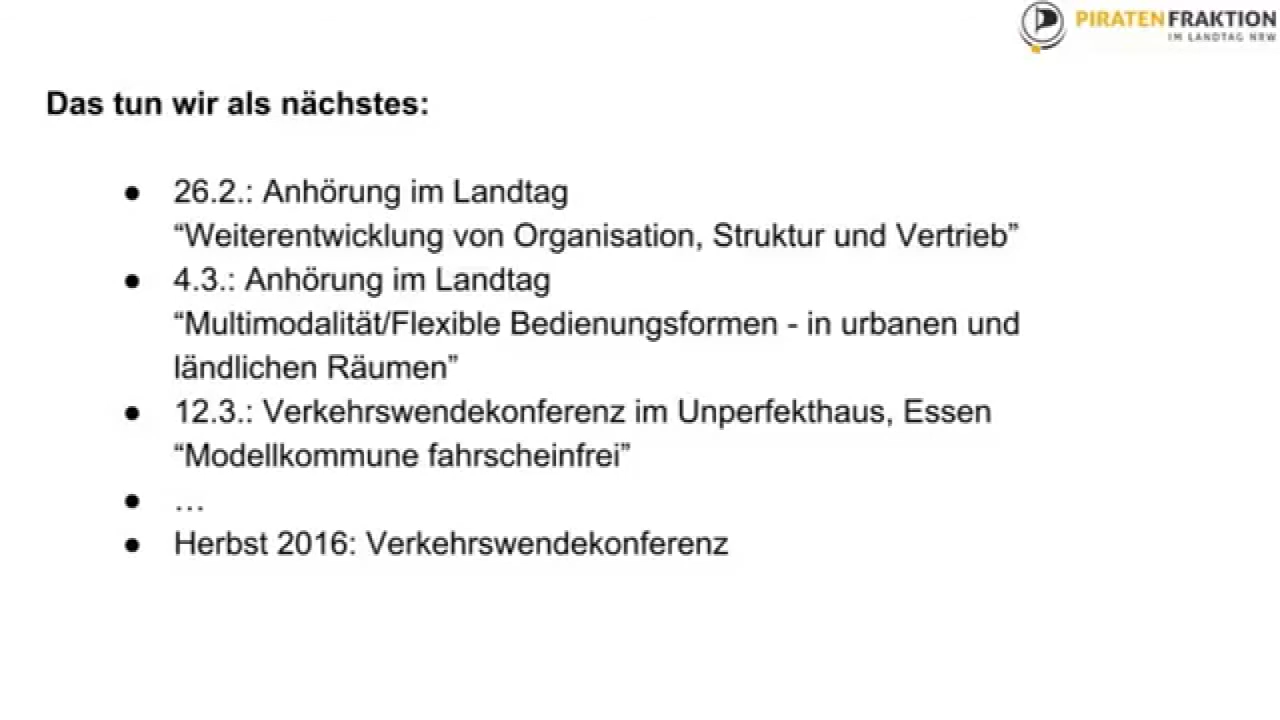 PIRATENFRAKTION
IM LANDTAG NRW
Das tun wir als nächstes:
● 26.2.: Anhörung im Landtag
“Weiterentwicklung von Organisation, Struktur und Vertrieb”
● 4.3.: Anhörung im Landtag
“Multimodalität/Flexible Bedienungsformen - in urbanen und
ländlichen Räumen”
● 12.3.: Verkehrswendekonferenz im Unperfekthaus, Essen
“Modellkommune fahrscheinfrei”
● …
● Herbst 2016: Verkehrswendekonferenz